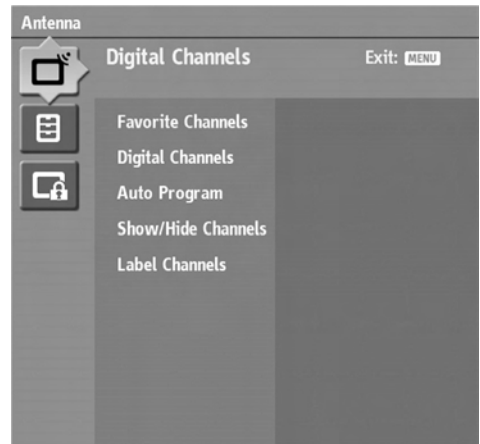 Antenna
Digital Channels Exit: MENU
Favorite Channels
Digital Channels
Auto Program
Show/Hide Channels
Label Channels